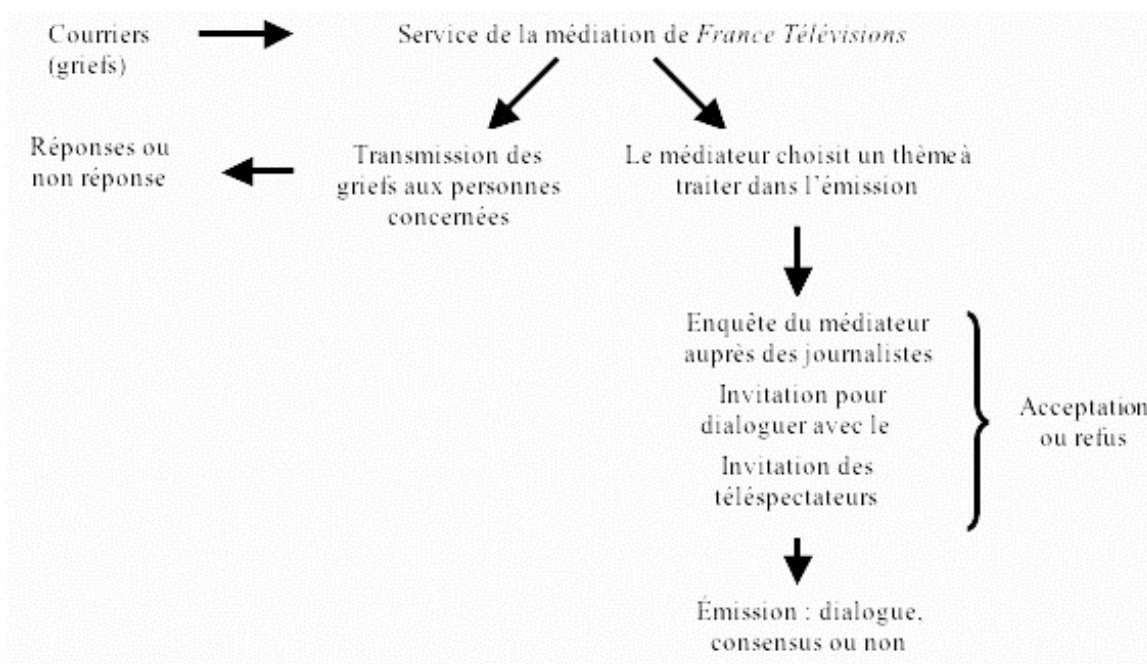 Courriers
(griefs)
Service de la médiation de France Télévisions
Réponses ou
non réponse
Transmission des
griefs aux personnes
concernées
Le médiateur choisit un thème à
traiter dans l'émission
Enquête du médiateur
auprès des journalistes
Invitation pour
dialoguer avec le
Invitation des
téléspectateurs
Acceptation
ou refus
Émission : dialogue,
consensus ou non